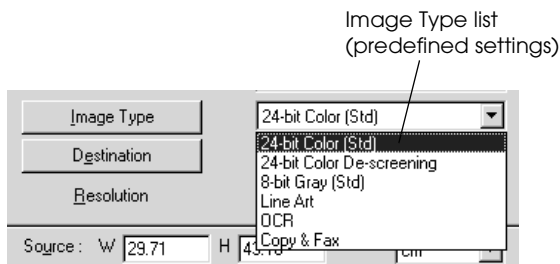 Image Type list
(predefined settings)
Image Type
24-bit Color (Std)
24-bit Color (Std)
Destination
24-bit Color De-screening
8-bit Gray (Std)
Resolution
Line Art
OCR
Copy & Fax
Source : W 29.71 H cm